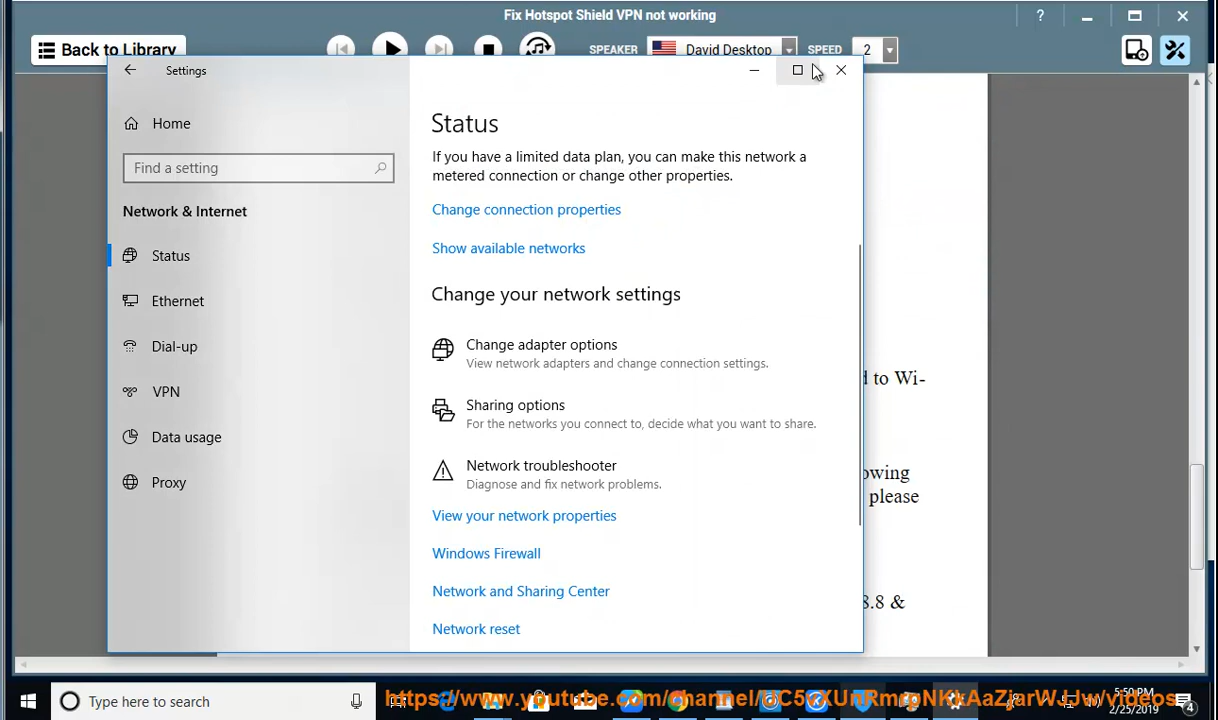 Fix Hotspot Shield VPN not working
?
Back to Library
SPEAKER
David Desktop
SPEED
2
Settings
Home
Find a setting
Network & Internet
Status
Ethernet
Dial-up
VPN
Data usage
Proxy
Status
If you have a limited data plan, you can make this network a
metered connection or change other properties.
Change connection properties
Show available networks
Change your network settings
Change adapter options
View network adapters and change connection settings.
Sharing options
For the networks you connect to, decide what you want to share.
Network troubleshooter
Diagnose and fix network problems.
View your network properties
Windows Firewall
Network and Sharing Center
Network reset
to Wi-
owing
please
8.8 &
Type here to search
5:50 PM
2/25/2019
4